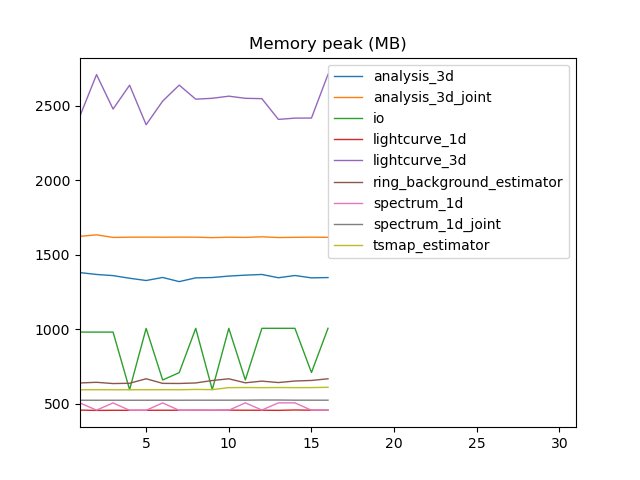 Memory peak (MB)
2500
2000
1500
1000
500
5
10
15
20
25
30
analysis_3d
analysis_3d_joint
io
lightcurve_1d
lightcurve_3d
ring_background_estimator
spectrum_1d
spectrum_1d_joint
tsmap_estimator